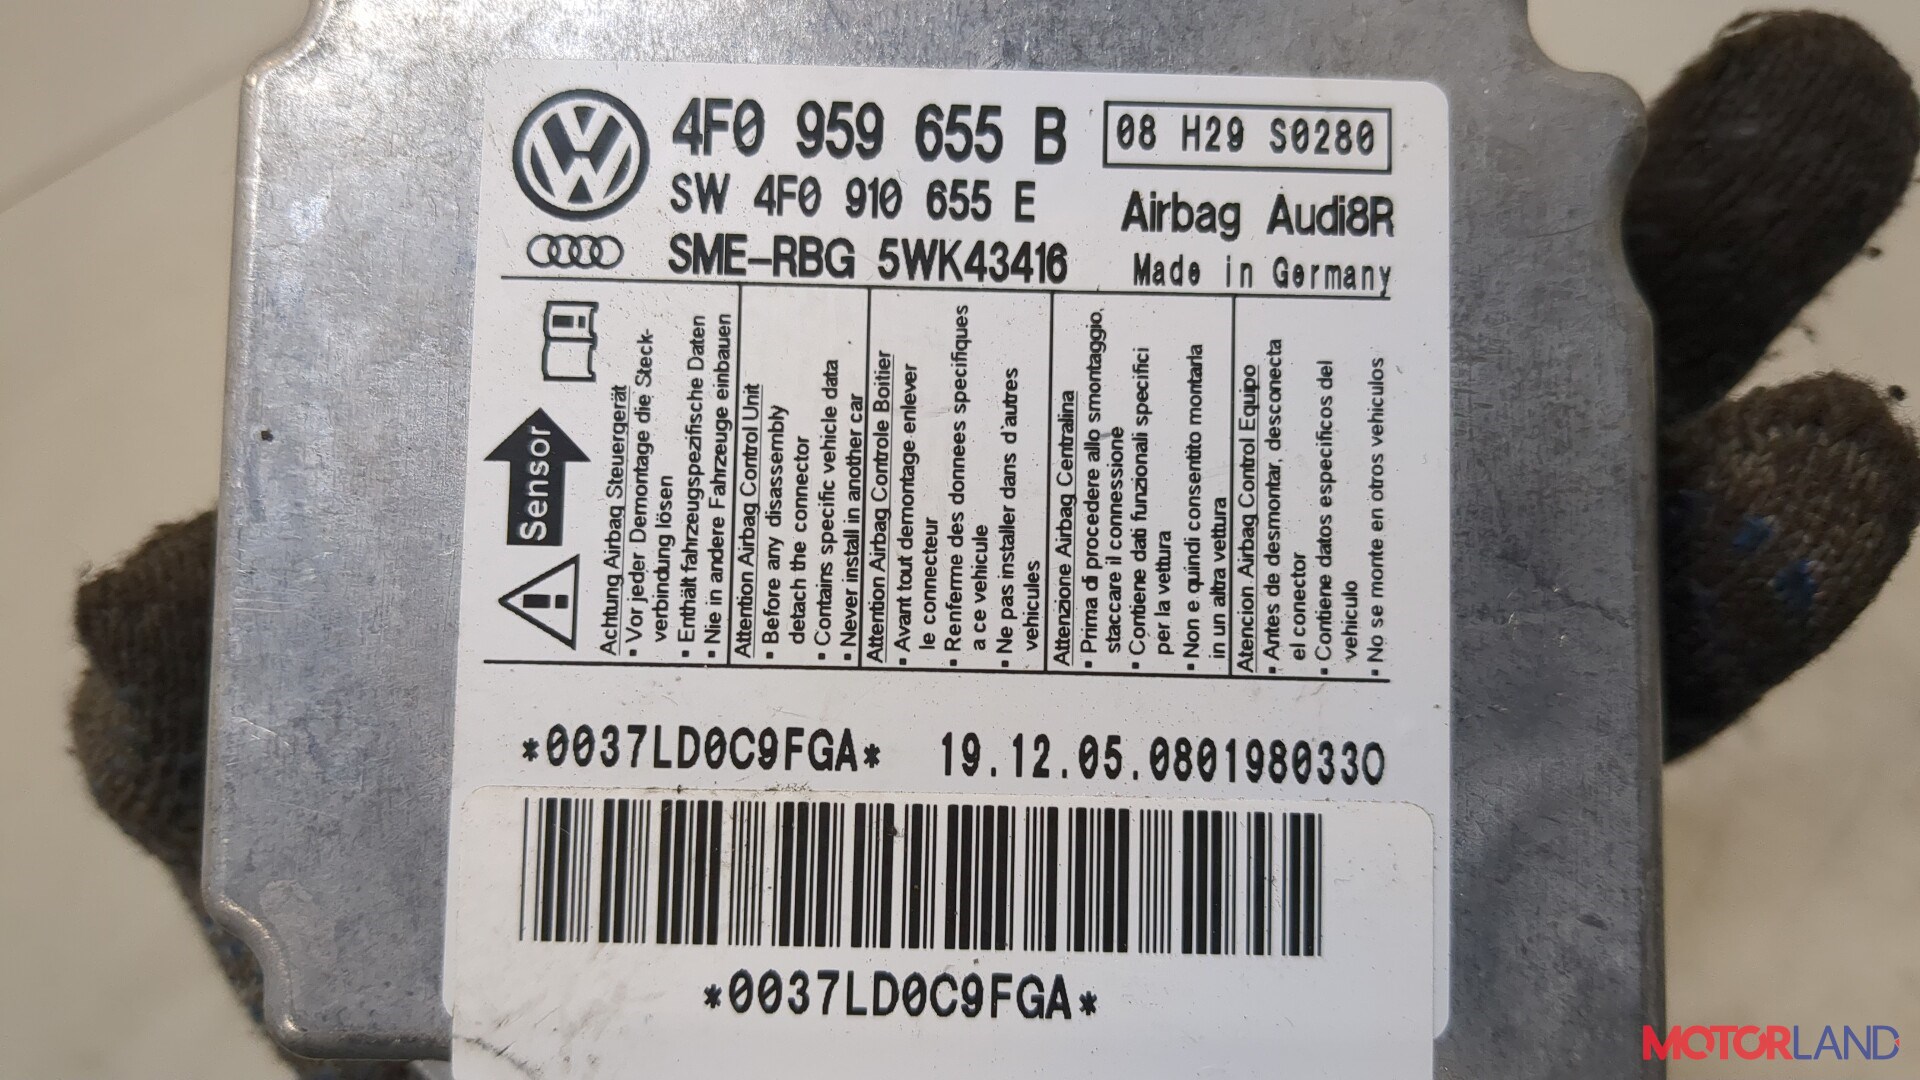 4F0 959 655 B
08 H29 S0280
SW 4F0 910 655 E
Airbag Audi8R
SME-RBG 5WK43416
Made in Germany
Sensor
Achtung Airbag Steuergerät
▪ Vor jeder Demontage die Steck-
verbindung lösen
▪ Enthält fahrzeugspezifische Daten
▪ Nie in andere Fahrzeuge einbauen
Attention Airbag Control Unit
▪ Before any disassembly
detach the connector
▪ Contains specific vehicle data
▪ Never install in another car
Attention Airbag Controle Boitier
▪ Avant tout demontage enlever
le connecteur
▪ Renferme des donnees specifiques
a ce vehicule
▪ Ne pas installer dans d'autres
vehicules
Attenzione Airbag Centralina
▪ Prima di procedere allo smontaggio,
staccare il connessione
▪ Contiene dati funzionali specifici
per la vettura
▪ Non e quindi consentito montarla
in un altra vettura
Atencion Airbag Control Equipo
▪ Antes de desmontar, desconecta
el conector
▪ Contiene datos especificos del
vehiculo
▪ No se monte en otros vehiculos
*0037LD0C9FGA*
19.12.05.0801980330
*0037LD0C9FGA*
MOTORLAND